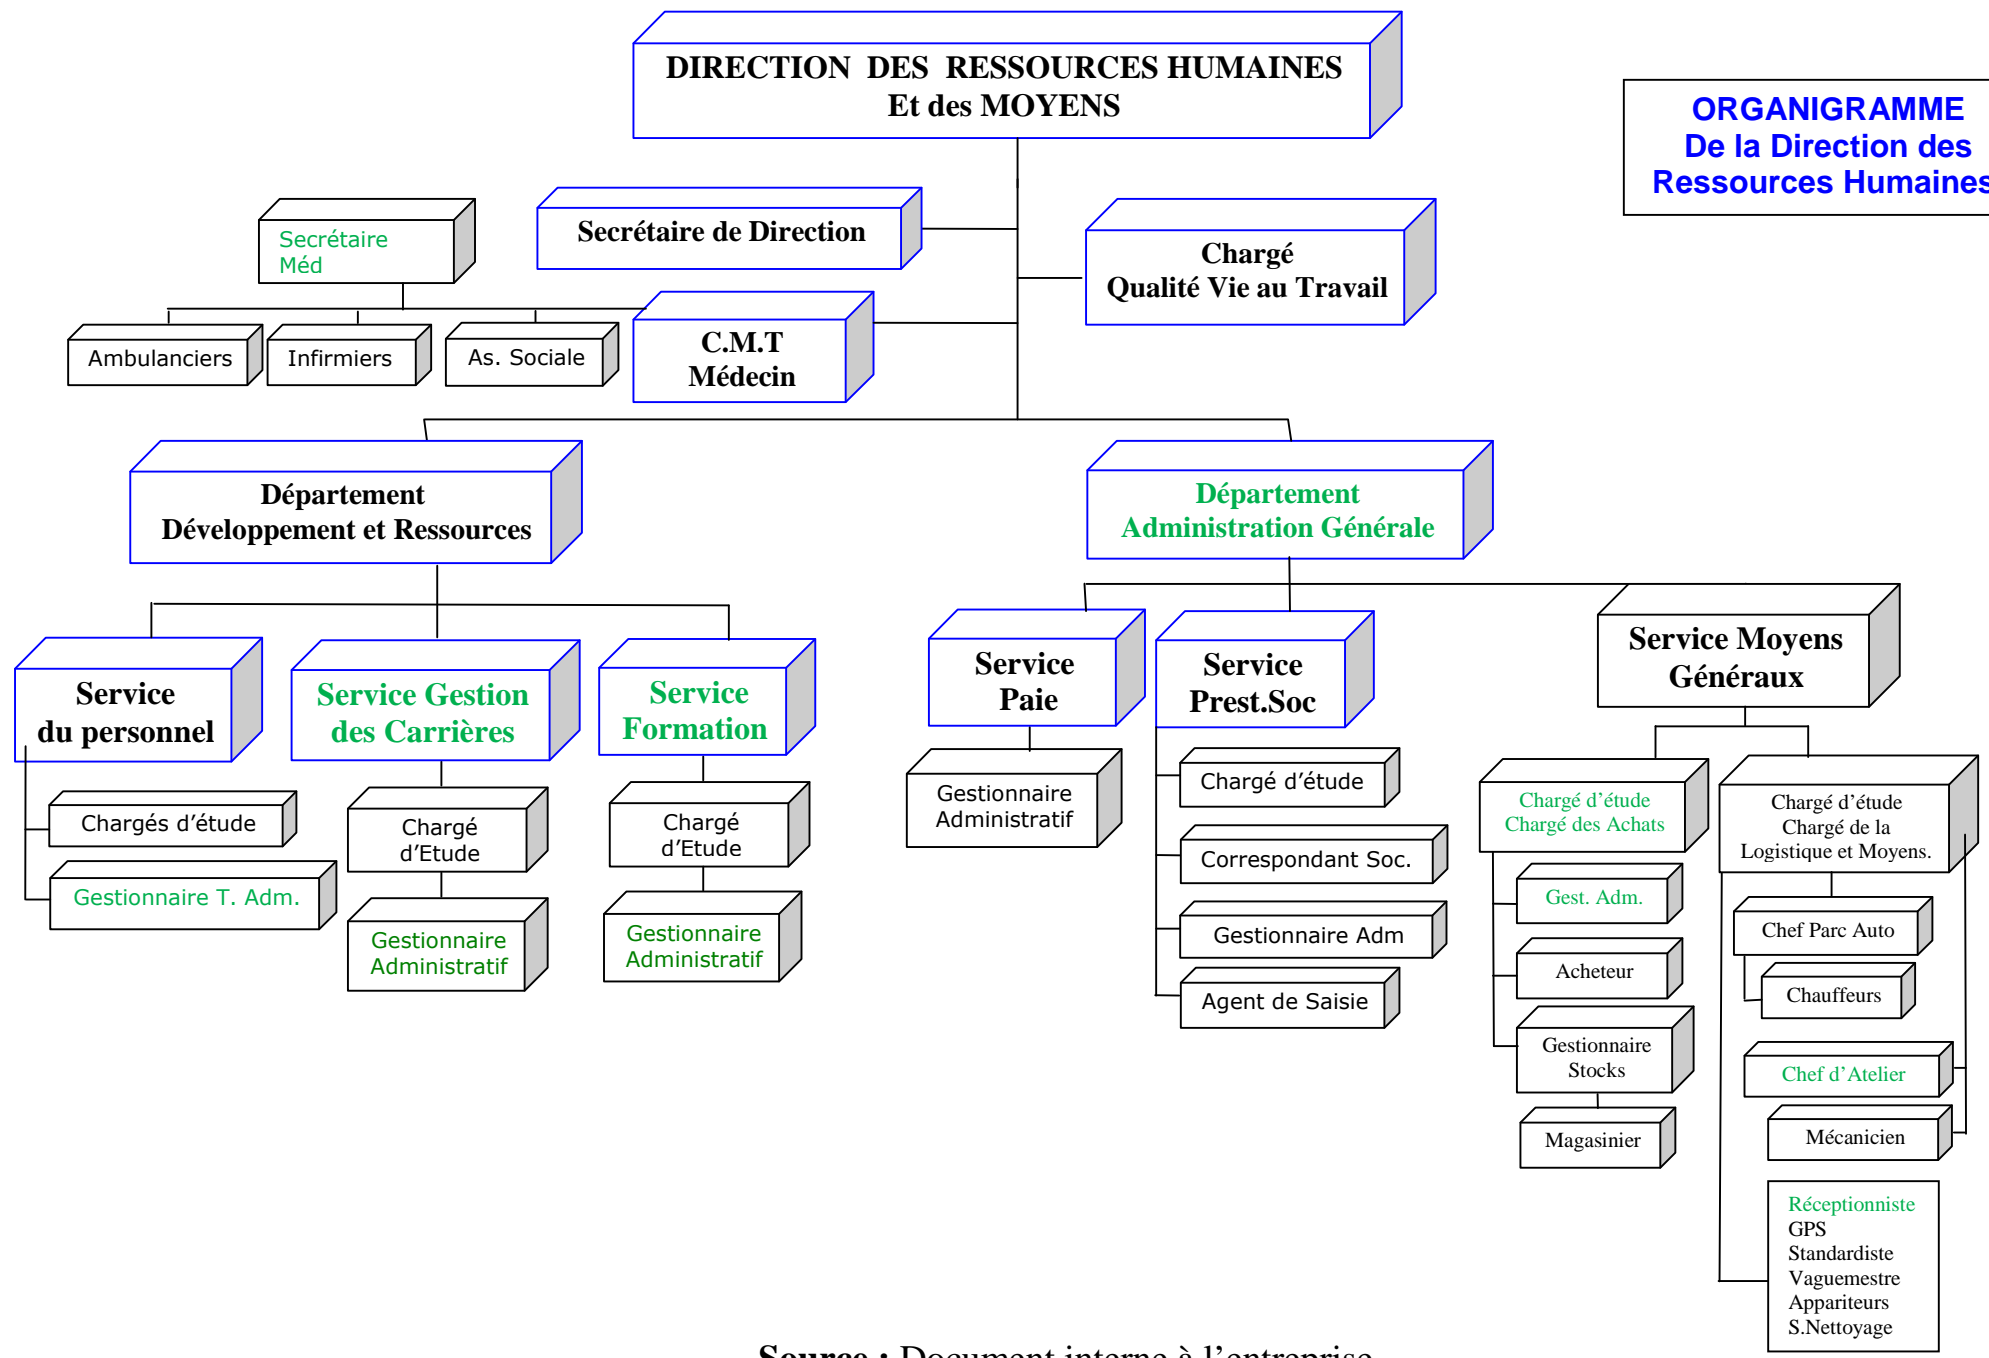 DIRECTION DES RESSOURCES HUMAINES
Et des MOYENS
ORGANIGRAMME
De la Direction des
Ressources Humaines
Secrétaire
Méd
Secrétaire de Direction
Chargé
Qualité Vie au Travail
Ambulanciers
Infirmiers
As. Sociale
C.M.T
Médecin
Département
Développement et Ressources
Département
Administration Générale
Service
du personnel
Service Gestion
des Carrières
Service
Formation
Service
Paie
Service
Prest.Soc
Service Moyens
Généraux
Chargés d'étude
Gestionnaire T. Adm.
Chargé
d'Etude
Gestionnaire
Administratif
Chargé
d'Etude
Gestionnaire
Administratif
Gestionnaire
Administratif
Chargé d'étude
Correspondant Soc.
Gestionnaire Adm
Agent de Saisie
Chargé d'étude
Chargé des Achats
Gest. Adm.
Acheteur
Gestionnaire
Stocks
Magasinier
Chargé d'étude
Chargé de la
Logistique et Moyens.
Chef Parc Auto
Chauffeurs
Chef d'Atelier
Mécanicien
Réceptionniste
GPS
Standardiste
Vaguemestre
Appariteurs
S.Nettoyage
Source : Document interne à l'entreprise